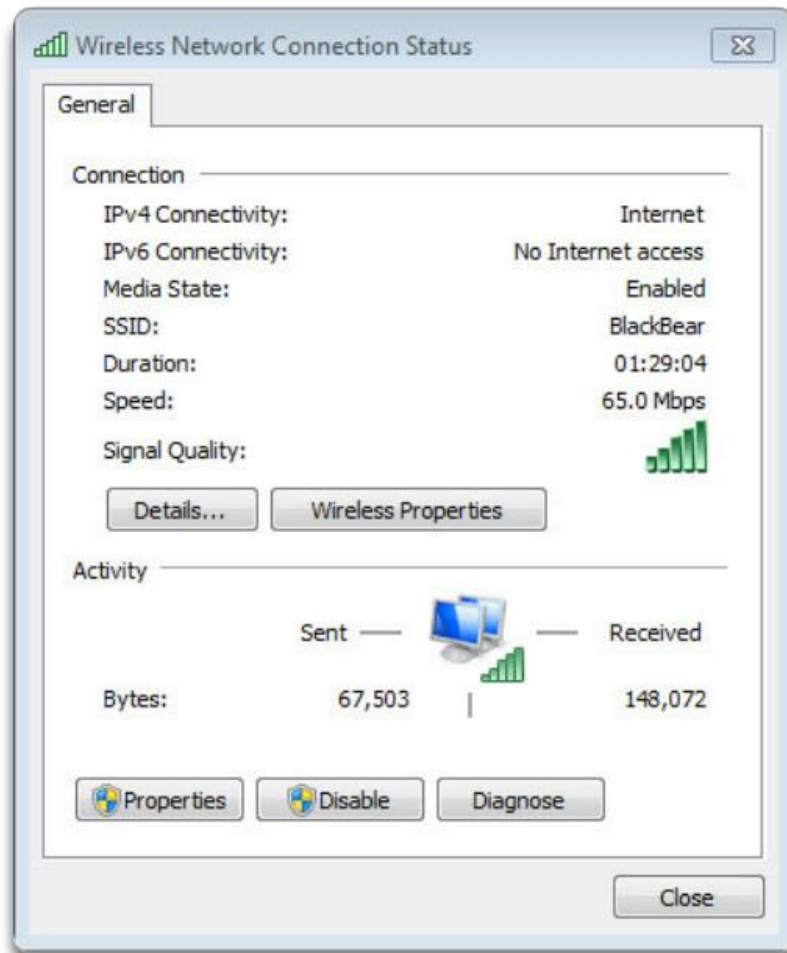 Wireless Network Connection Status
General
Connection
IPv4 Connectivity: Internet
IPv6 Connectivity: No Internet access
Media State: Enabled
SSID: BlackBear
Duration: 01:29:04
Speed: 65.0 Mbps
Signal Quality:
Details... Wireless Properties
Activity
Sent Received
Bytes: 67,503 148,072
Properties Disable Diagnose
Close